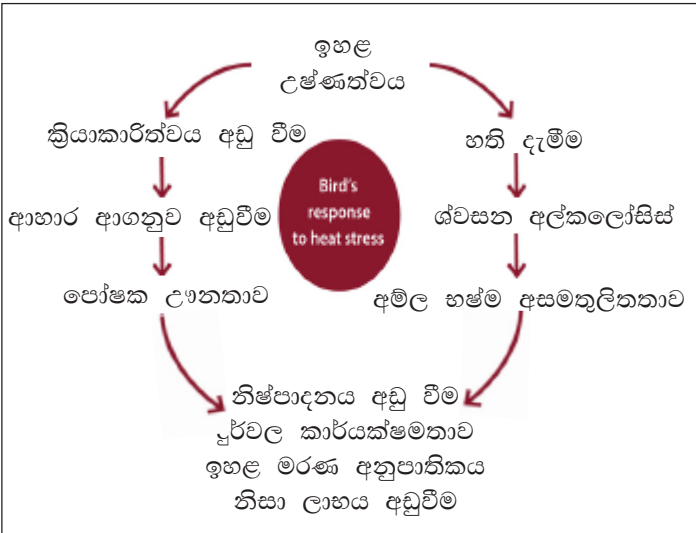 ඉහළ
උෂ්ණත්වය
ක්‍රියාකාරිත්වය අඩු වීම
හති දැමීම
Bird's
response
to heat stress
ආහාර ආගනුව අඩුවීම
ශ්වසන අල්කලෝසිස්
පෝෂක ඌනතාව
අම්ල භෂ්ම අසමතුලිතතාව
නිෂ්පාදනය අඩු වීම
දුර්වල කාර්යක්ෂමතාව
ඉහළ මරණ අනුපාතිකය
නිසා ලාභය අඩුවීම